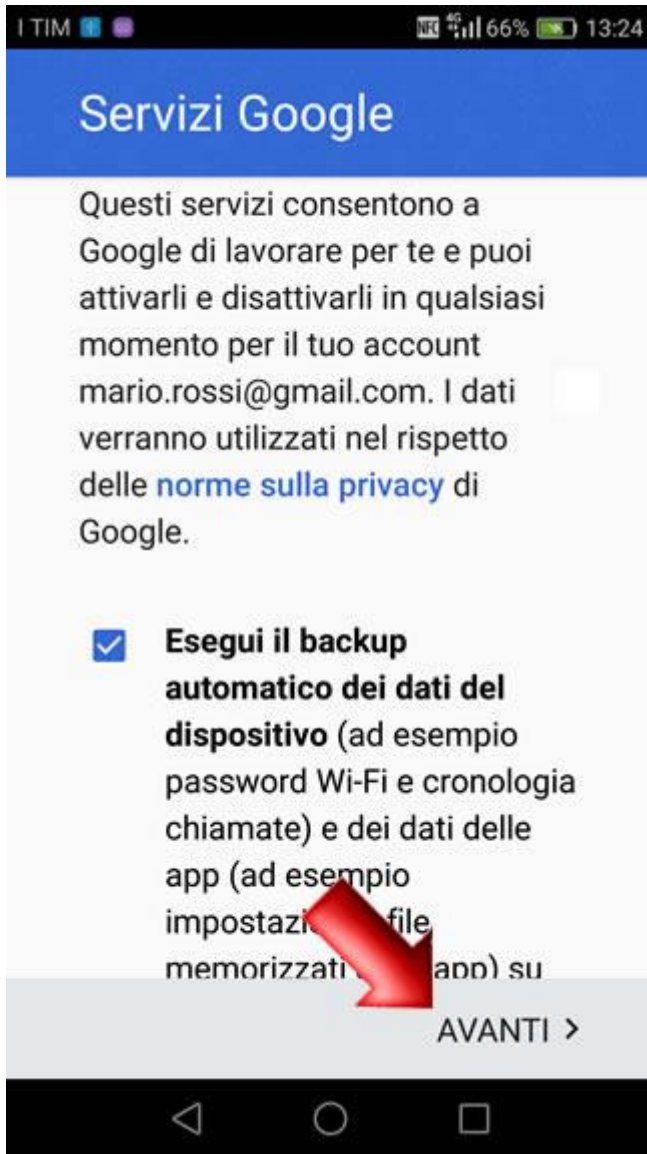 I TIM NFC 4G 66% 13:24
Servizi Google
Questi servizi consentono a
Google di lavorare per te e puoi
attivarli e disattivarli in qualsiasi
momento per il tuo account
mario.rossi@gmail.com. I dati
verranno utilizzati nel rispetto
delle norme sulla privacy di
Google.
Esegui il backup
automatico dei dati del
dispositivo (ad esempio
password Wi-Fi e cronologia
chiamate) e dei dati delle
app (ad esempio
file
memorizzati app) su
AVANTI >